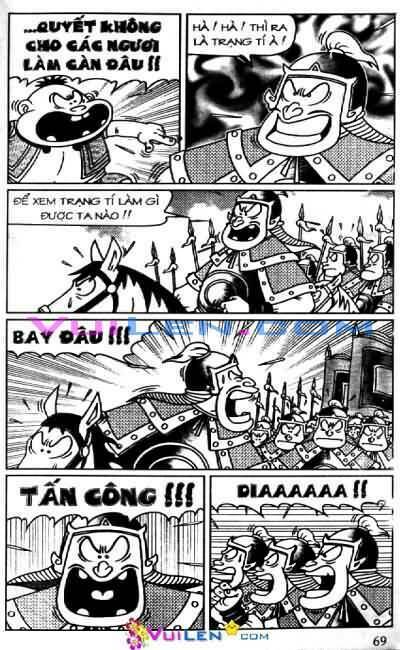 ...QUYẾT KHÔNG
CHO CÁC NGƯƠI
LÀM CÀN ĐÂU !!
HÀ! HÀ! THÌ RA
LÀ TRẠNG TÍ À!
ĐỂ XEM TRẠNG TÍ LÀM GÌ
ĐƯỢC TA NÀO!!
VUILEN.COM
BAY ĐÂU !!!
TẤN CÔNG !!!
DIAAAAAA !!
69
VUILEN.COM